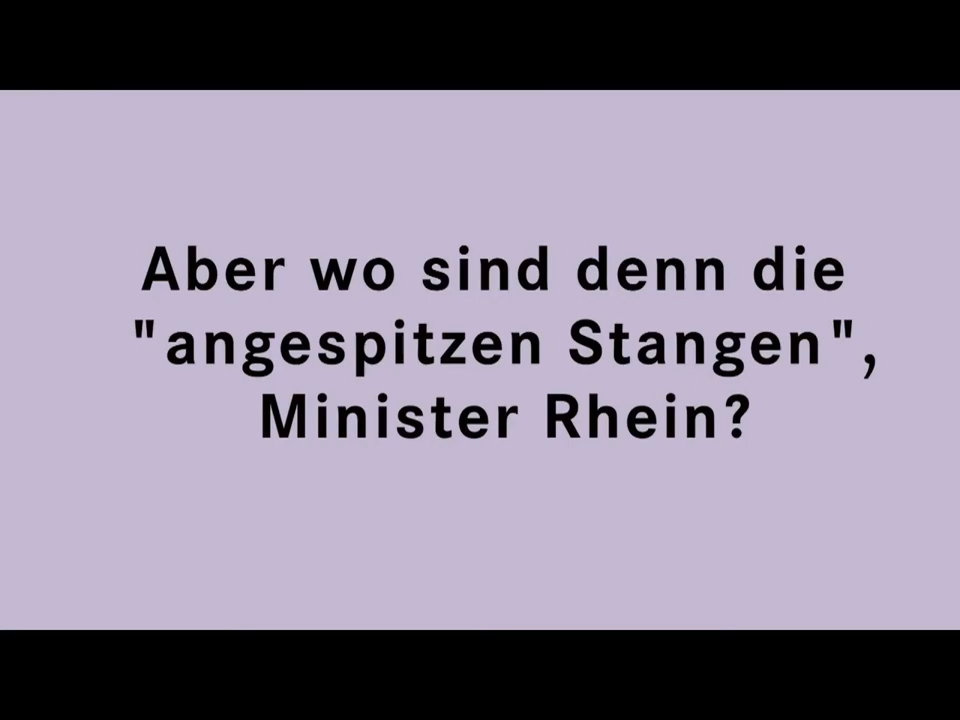 Aber wo sind denn die
"angespitzen Stangen",
Minister Rhein?